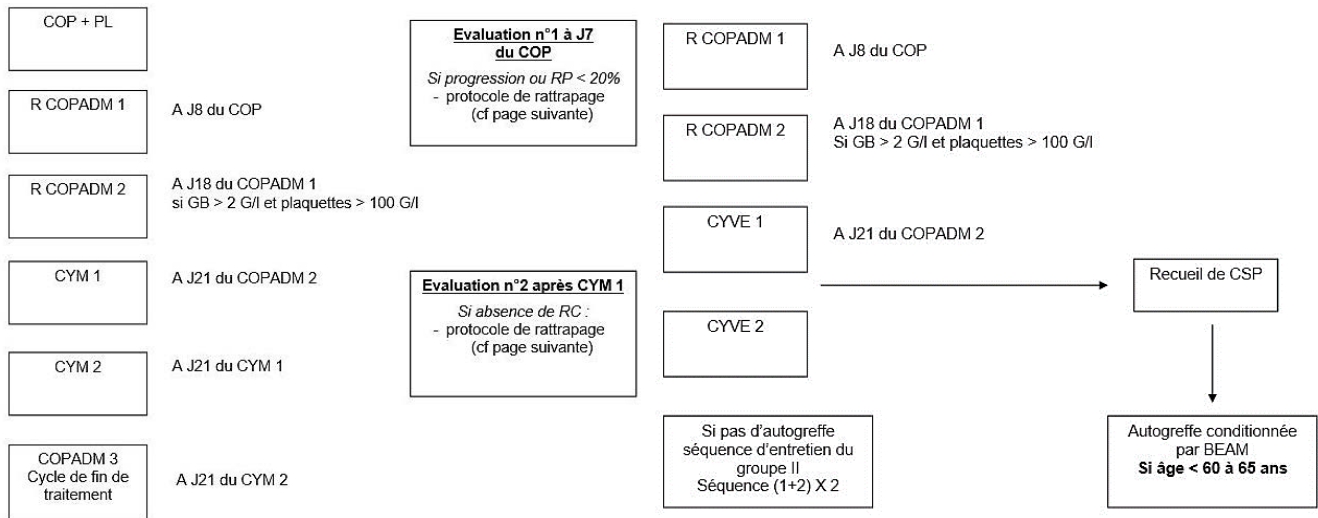 COP + PL
R COPADM 1
A J8 du COP
R COPADM 2
A J18 du COPADM 1
si GB > 2 G/l et plaquettes > 100 G/l
CYM 1
A J21 du COPADM 2
CYM 2
A J21 du CYM 1
COPADM 3
Cycle de fin de
traitement
A J21 du CYM 2
Evaluation n°1 à J7
du COP
Si progression ou RP < 20%
- protocole de rattrapage
(cf page suivante)
Evaluation n°2 après CYM 1
Si absence de RC :
- protocole de rattrapage
(cf page suivante)
R COPADM 1
A J8 du COP
R COPADM 2
A J18 du COPADM 1
Si GB > 2 G/l et plaquettes > 100 G/l
CYVE 1
A J21 du COPADM 2
CYVE 2
Si pas d'autogreffe
séquence d'entretien du
groupe II
Séquence (1+2) X 2
Recueil de CSP
Autogreffe conditionnée
par BEAM
Si âge < 60 à 65 ans